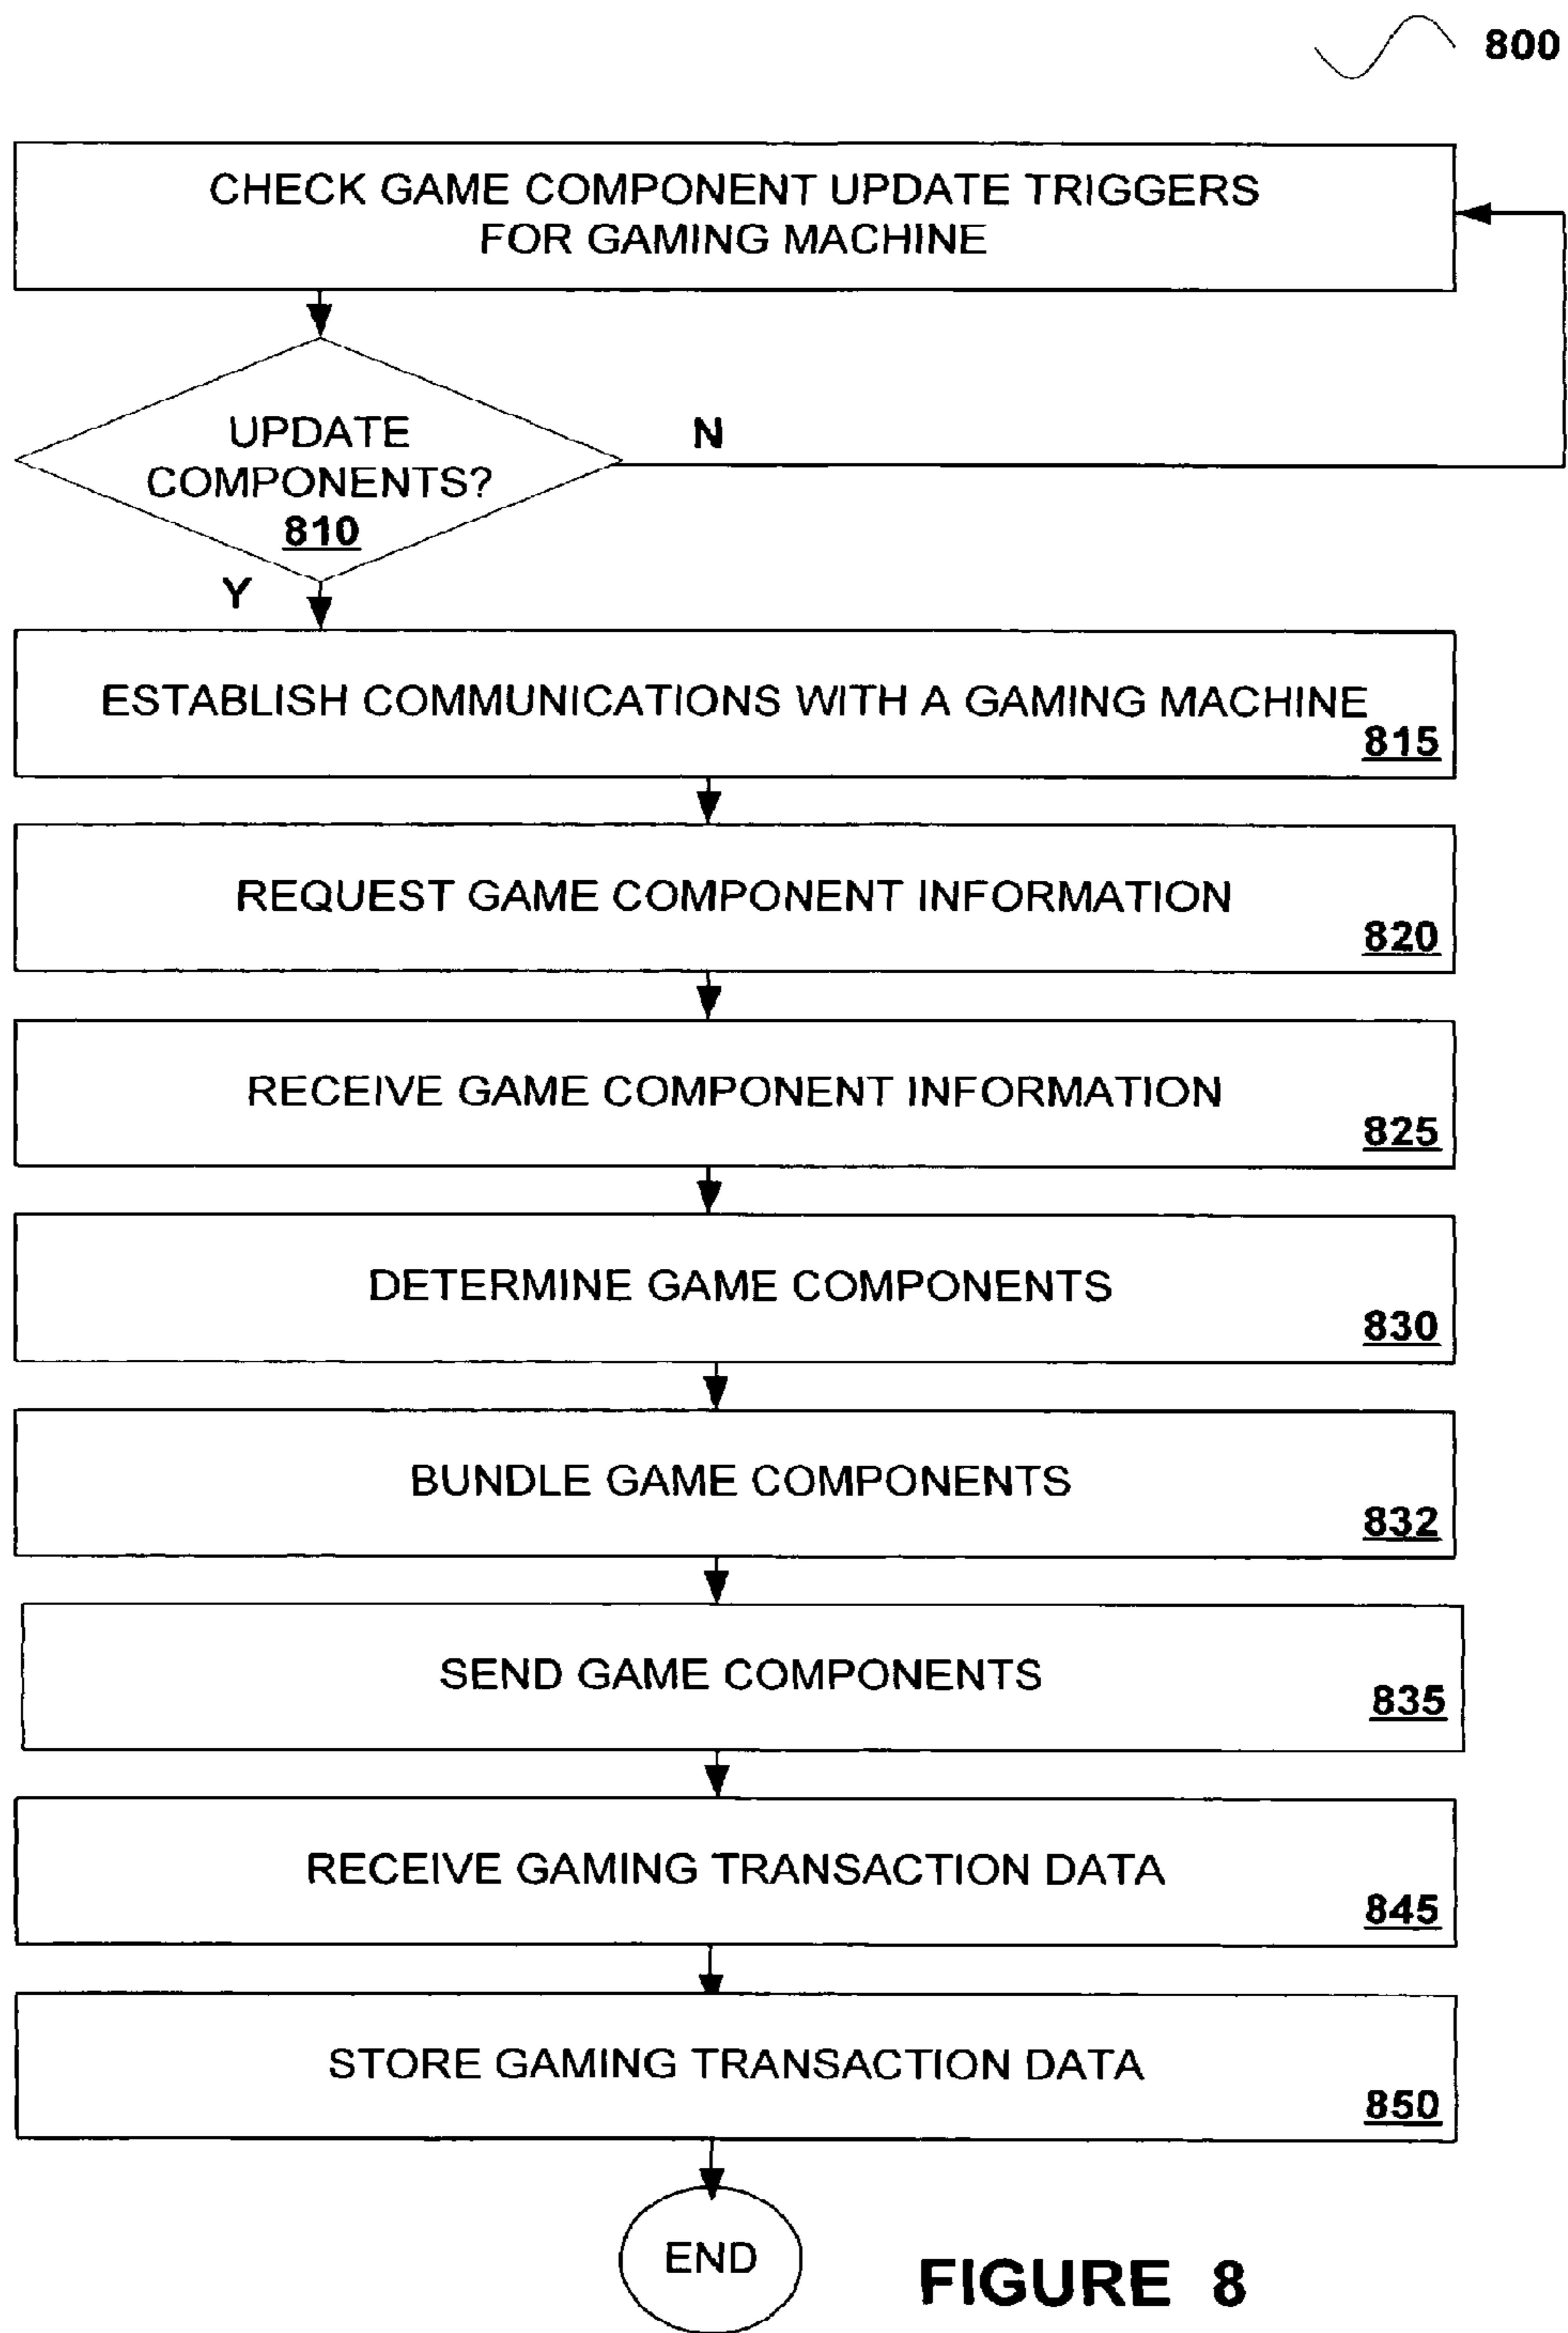 800
CHECK GAME COMPONENT UPDATE TRIGGERS
FOR GAMING MACHINE
UPDATE
COMPONENTS?
810
N
Y
ESTABLISH COMMUNICATIONS WITH A GAMING MACHINE
815
REQUEST GAME COMPONENT INFORMATION
820
RECEIVE GAME COMPONENT INFORMATION
825
DETERMINE GAME COMPONENTS
830
BUNDLE GAME COMPONENTS
832
SEND GAME COMPONENTS
835
RECEIVE GAMING TRANSACTION DATA
845
STORE GAMING TRANSACTION DATA
850
END
FIGURE 8